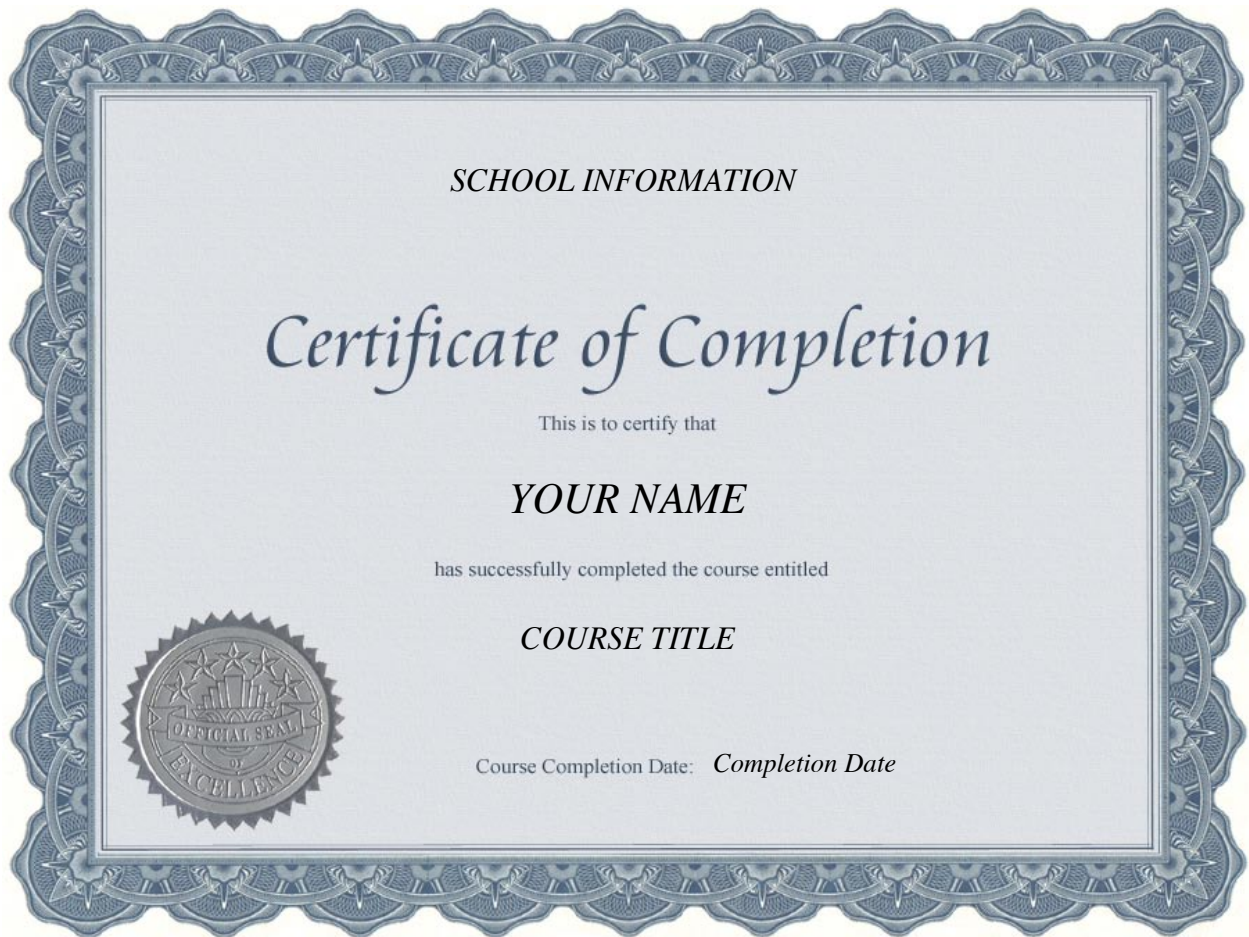 SCHOOL INFORMATION
Certificate of Completion
This is to certify that
YOUR NAME
has successfully completed the course entitled
COURSE TITLE
OFFICIAL SEAL
OF
EXCELLENCE
Course Completion Date: Completion Date